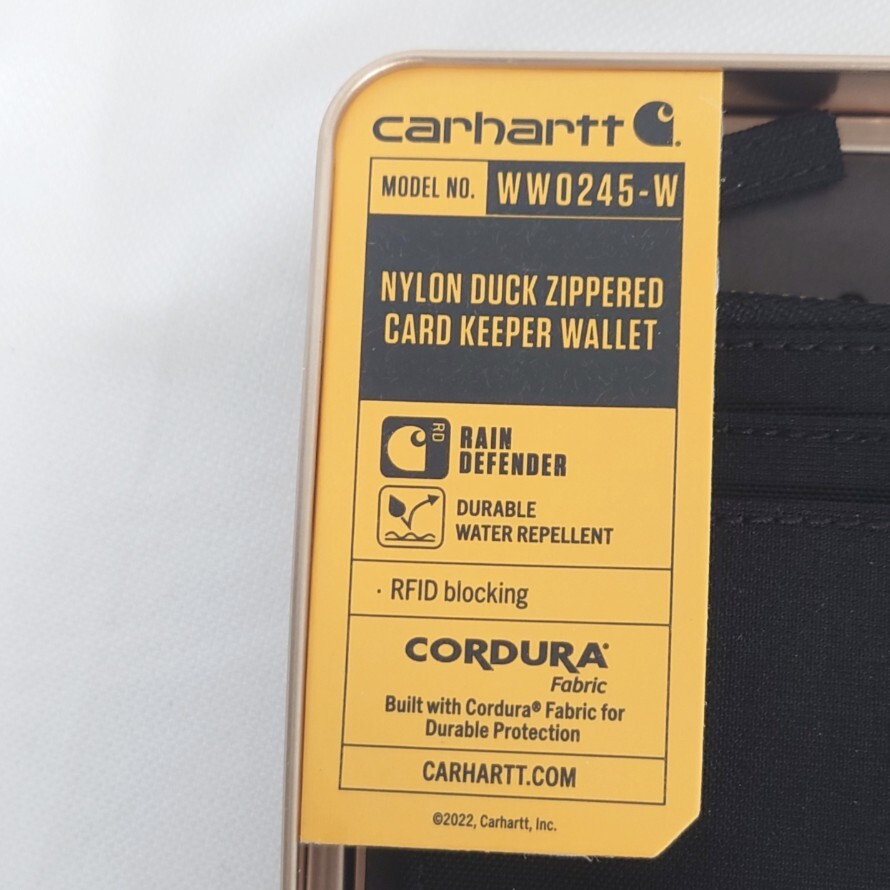 carhartt
MODEL NO. WW0245-W
NYLON DUCK ZIPPERED
CARD KEEPER WALLET
RD
RAIN
DEFENDER
DURABLE
WATER REPELLENT
· RFID blocking
CORDURA®
Fabric
Built with Cordura® Fabric for
Durable Protection
CARHARTT.COM
©2022, Carhartt, Inc.